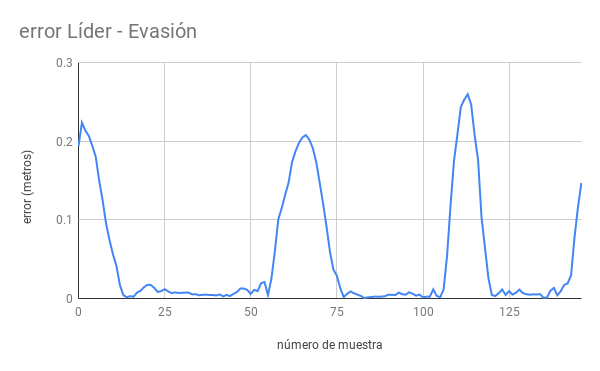 error Líder - Evasión
0.3
0.2
0.1
0
error (metros)
0 25 50 75 100 125
número de muestra